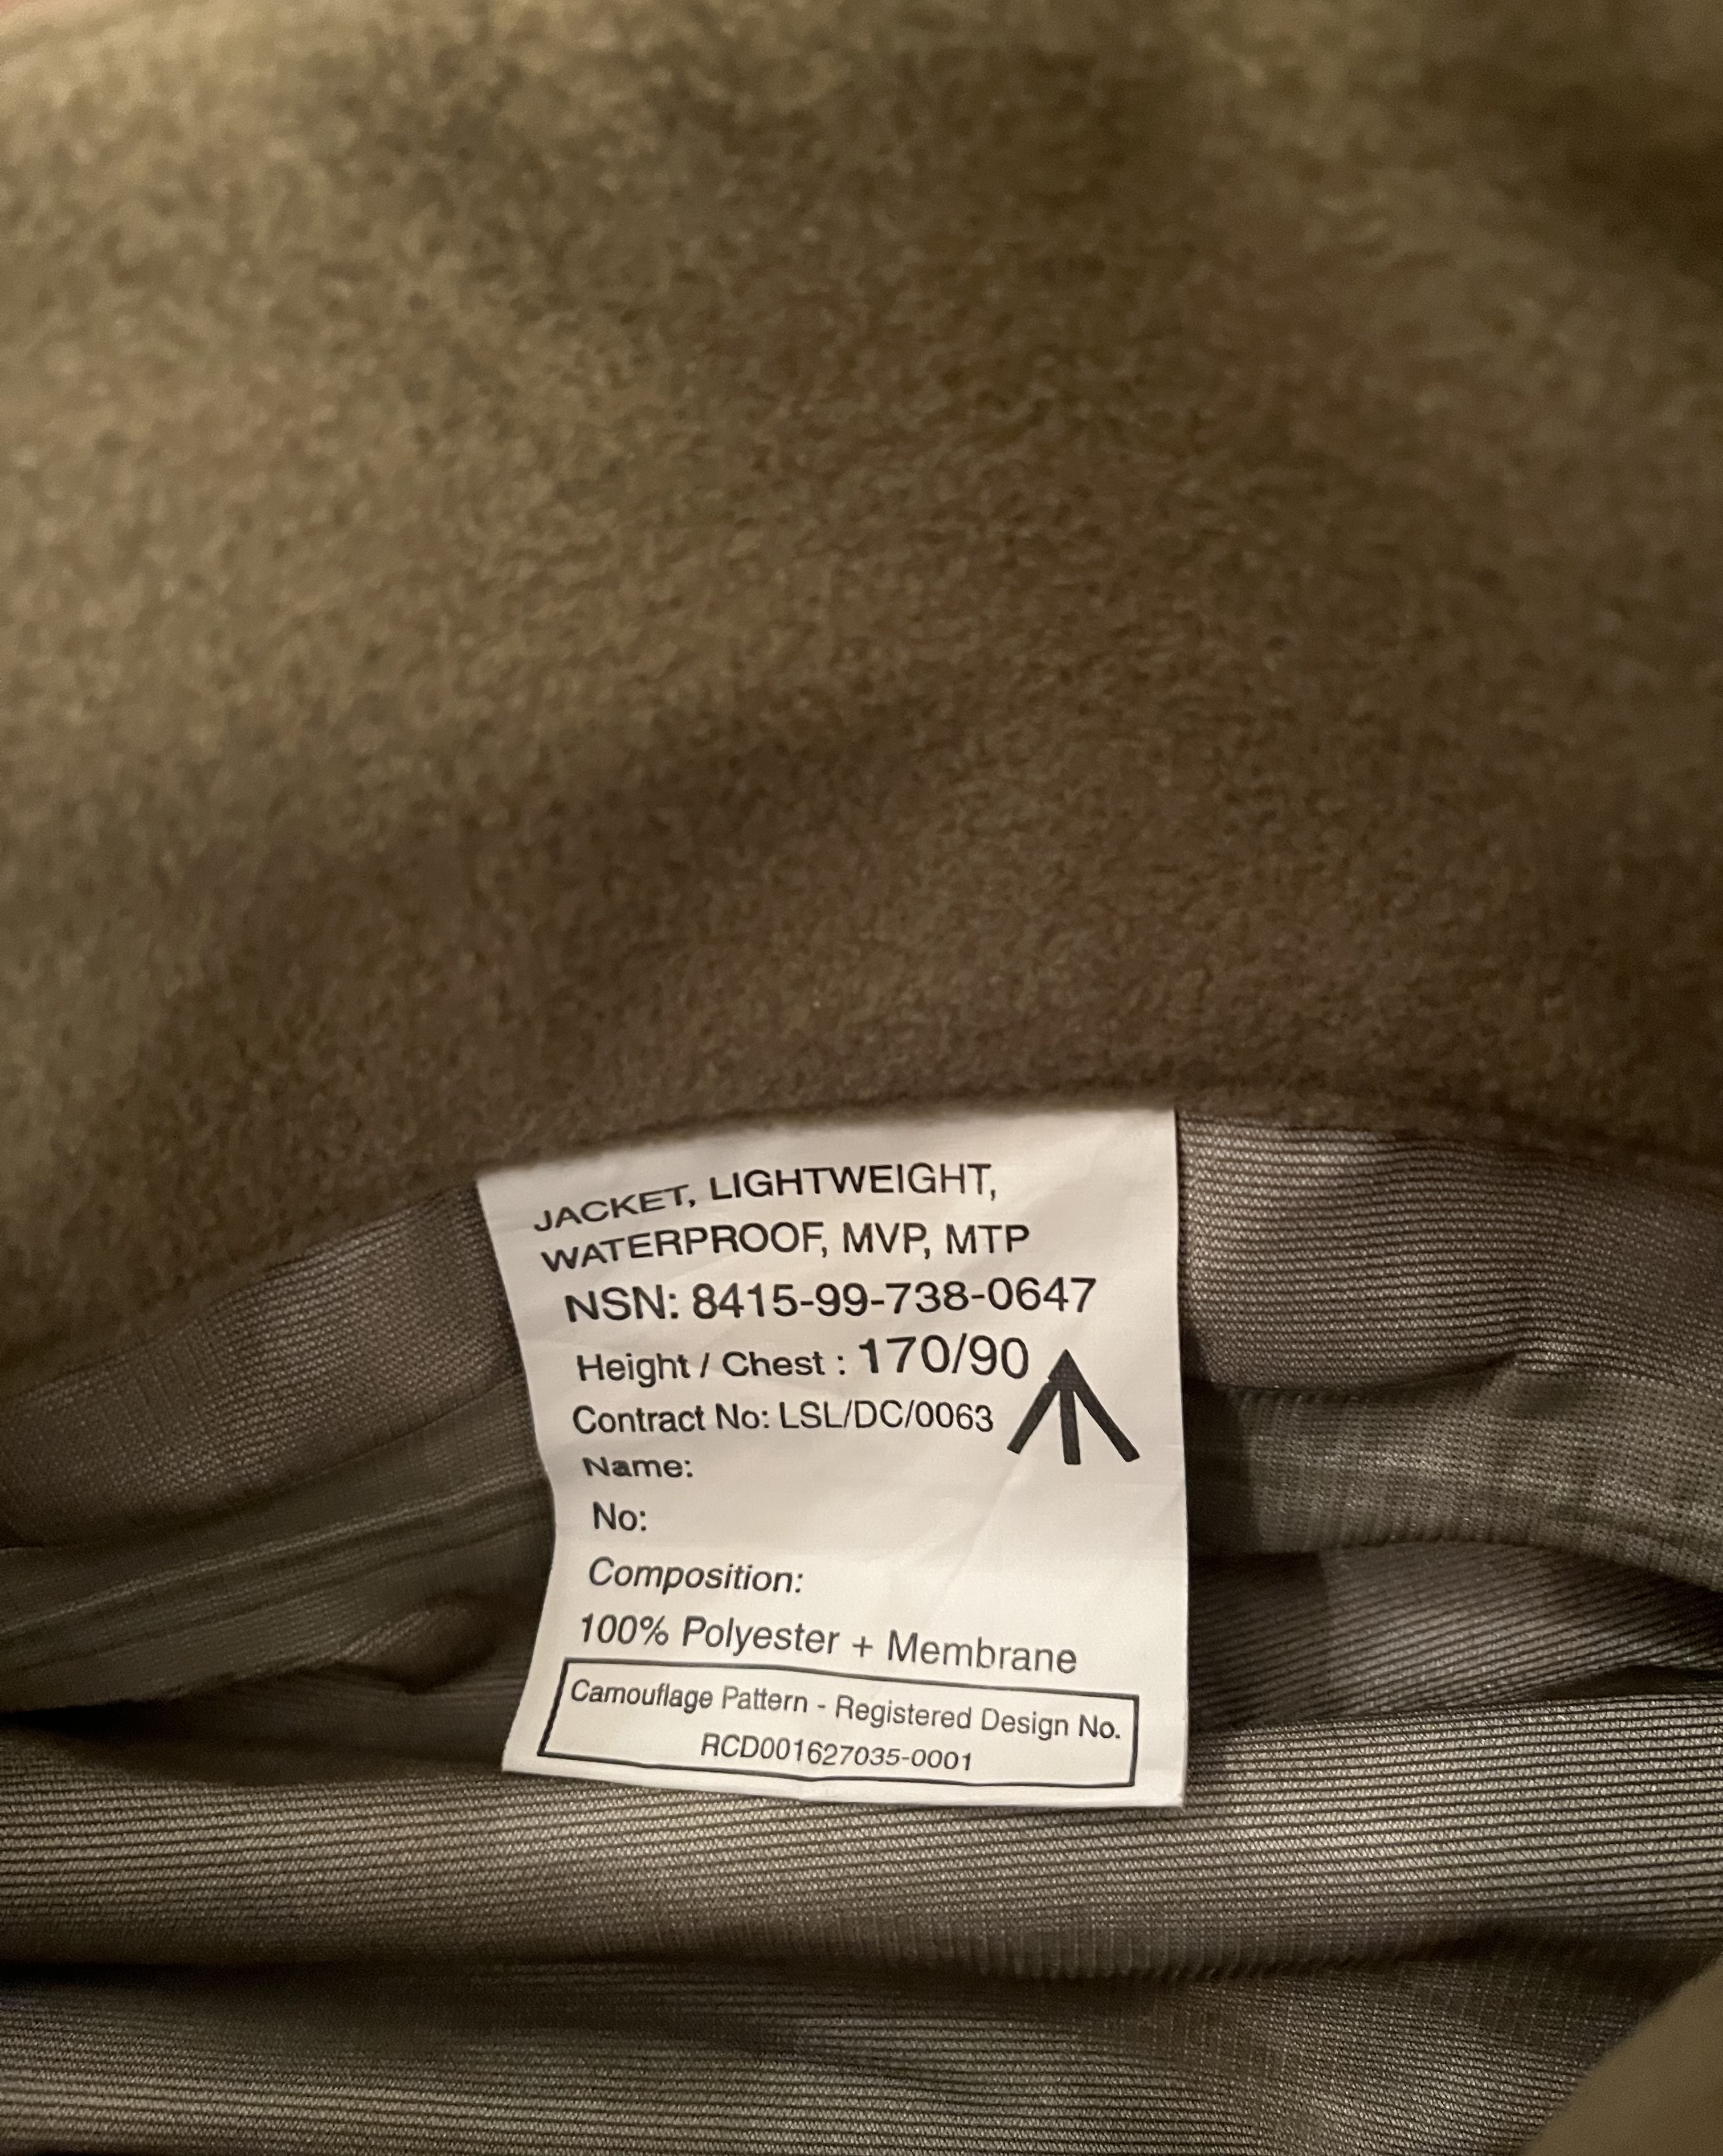 JACKET, LIGHTWEIGHT,
WATERPROOF, MVP, MTP
NSN: 8415-99-738-0647
Height / Chest : 170/90
Contract No: LSL/DC/0063
Name:
No:
Composition:
100% Polyester + Membrane
Camouflage Pattern - Registered Design No.
RCD001627035-0001